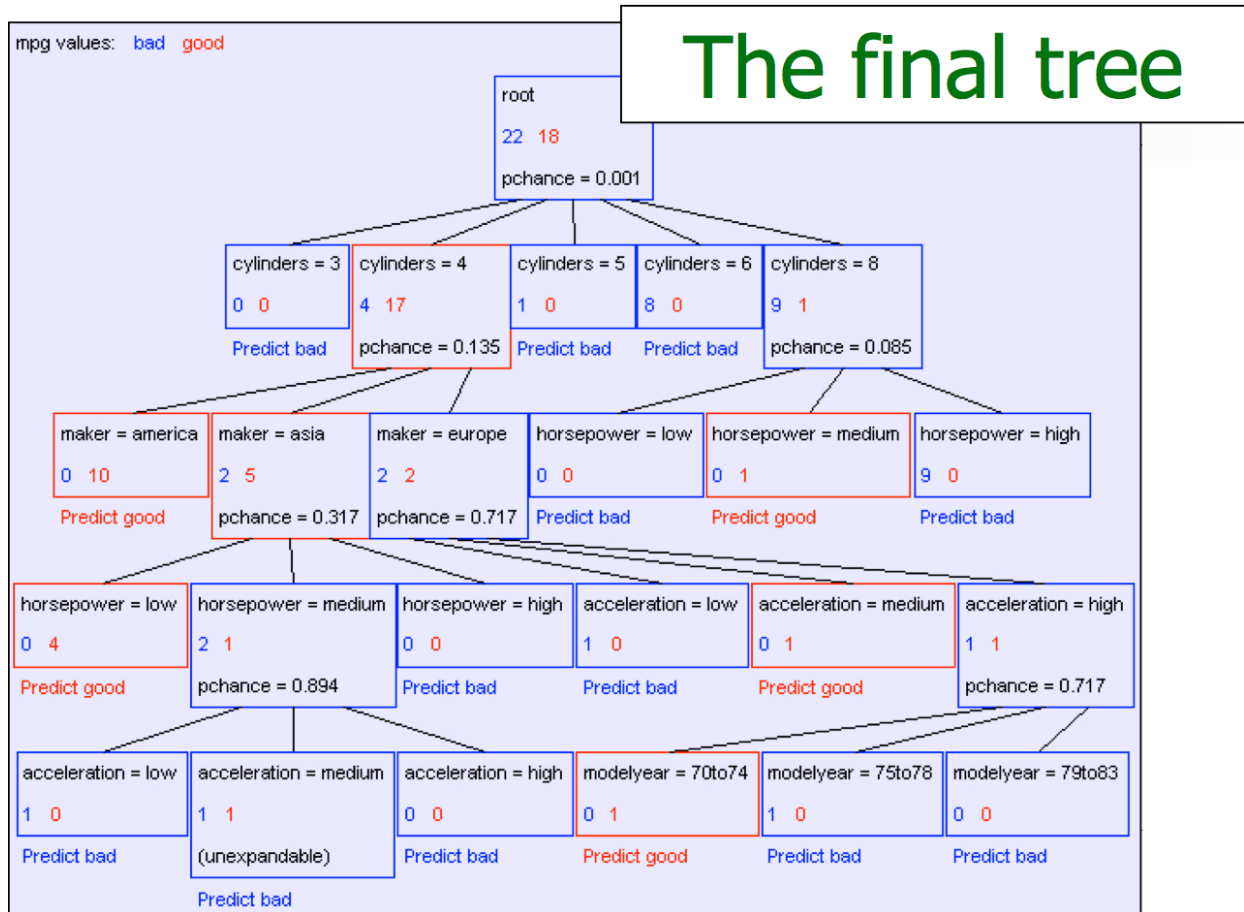 The final tree
mpg values: bad good
root
22 18
pchance = 0.001
cylinders = 3
0 0
Predict bad
cylinders = 4
4 17
pchance = 0.135
cylinders = 5
1 0
Predict bad
cylinders = 6
8 0
Predict bad
cylinders = 8
9 1
pchance = 0.085
maker = america
0 10
Predict good
maker = asia
2 5
pchance = 0.317
maker = europe
2 2
pchance = 0.717
horsepower = low
0 0
Predict bad
horsepower = medium
0 1
Predict good
horsepower = high
9 0
Predict bad
horsepower = low
0 4
Predict good
horsepower = medium
2 1
pchance = 0.894
horsepower = high
0 0
Predict bad
acceleration = low
1 0
Predict bad
acceleration = medium
0 1
Predict good
acceleration = high
1 1
pchance = 0.717
acceleration = low
1 0
Predict bad
acceleration = medium
1 1
(unexpandable)
Predict bad
acceleration = high
0 0
Predict bad
modelyear = 70to74
0 1
Predict good
modelyear = 75to78
1 0
Predict bad
modelyear = 79to83
0 0
Predict bad